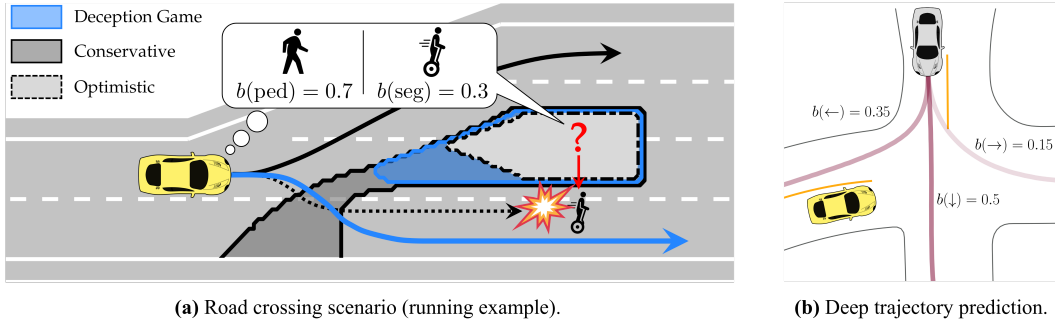 Deception Game
Conservative
Optimistic
b(ped) = 0.7
b(seg) = 0.3
?
b(←) = 0.35
b(→) = 0.15
b(↓) = 0.5
(a) Road crossing scenario (running example).
(b) Deep trajectory prediction.